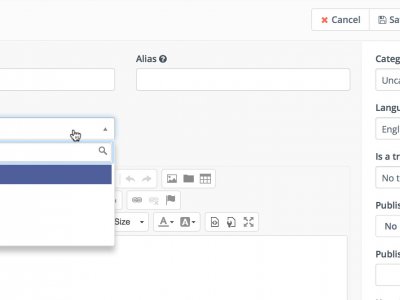 Cancel
Sa
Alias
Categ
Unca
Langu
Engl
Is a tr
No t
Size
Publis
No
Publis